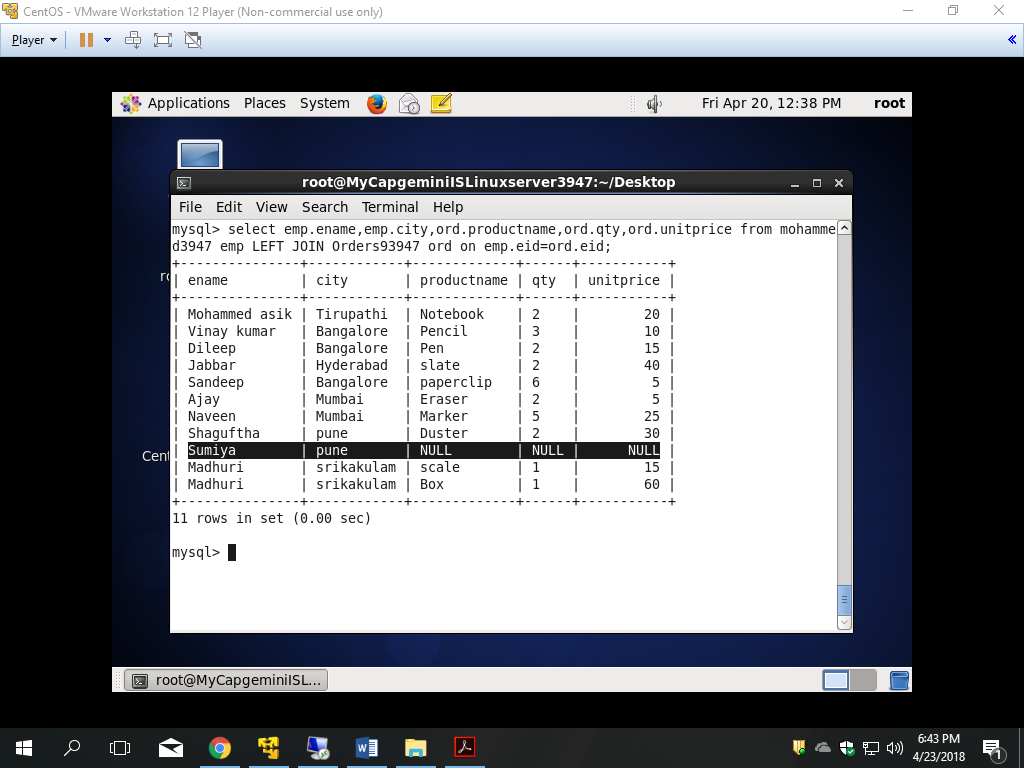 CentOS - VMware Workstation 12 Player (Non-commercial use only)
Player
Applications Places System Fri Apr 20, 12:38 PM root
root@MyCapgeminiISLinuxserver3947:~/Desktop
File Edit View Search Terminal Help
mysql> select emp.ename,emp.city,ord.productname,ord.qty,ord.unitprice from mohamme
d3947 emp LEFT JOIN Orders93947 ord on emp.eid=ord.eid;
+---------------+-----------+-------------+------+-----------+
| ename | city | productname | qty | unitprice |
+---------------+-----------+-------------+------+-----------+
| Mohammed asik | Tirupathi | Notebook | 2 | 20 |
| Vinay kumar | Bangalore | Pencil | 3 | 10 |
| Dileep | Bangalore | Pen | 2 | 15 |
| Jabbar | Hyderabad | slate | 2 | 40 |
| Sandeep | Bangalore | paperclip | 6 | 5 |
| Ajay | Mumbai | Eraser | 2 | 5 |
| Naveen | Mumbai | Marker | 5 | 25 |
| Shaguftha | pune | Duster | 2 | 30 |
| Sumiya | pune | NULL | NULL | NULL |
| Madhuri | srikakulam | scale | 1 | 15 |
| Madhuri | srikakulam | Box | 1 | 60 |
+---------------+-----------+-------------+------+-----------+
11 rows in set (0.00 sec)
mysql>
ro
Cent
root@MyCapgeminiISL...
6:43 PM
4/23/2018
1